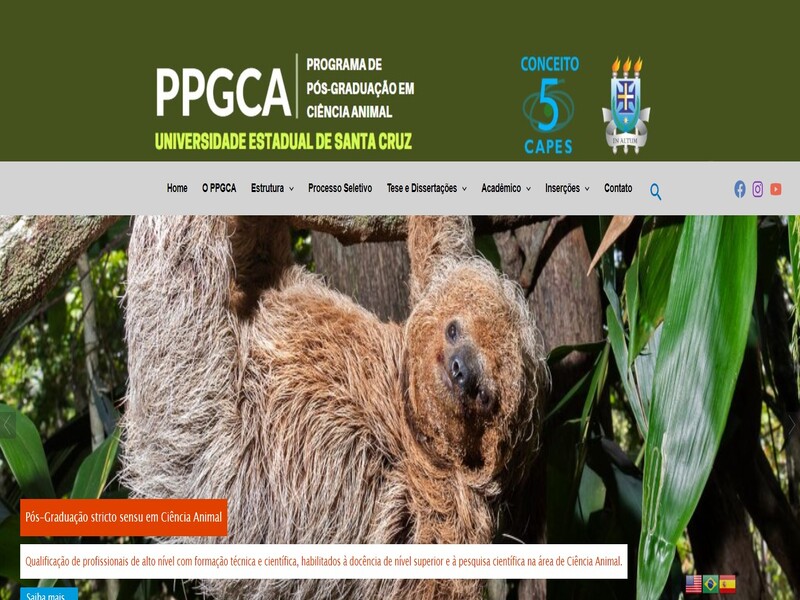 PPGCA
PROGRAMA DE
PÓS-GRADUAÇÃO EM
CIÊNCIA ANIMAL
UNIVERSIDADE ESTADUAL DE SANTA CRUZ
CONCEITO
5
CAPES
IN ALTUM
Home O PPGCA Estrutura Processo Seletivo Tese e Dissertações Acadêmico Inserções Contato
Pós-Graduação stricto sensu em Ciência Animal
Qualificação de profissionais de alto nível com formação técnica e científica, habilitados à docência de nível superior e à pesquisa científica na área de Ciência Animal.
Saiba mais